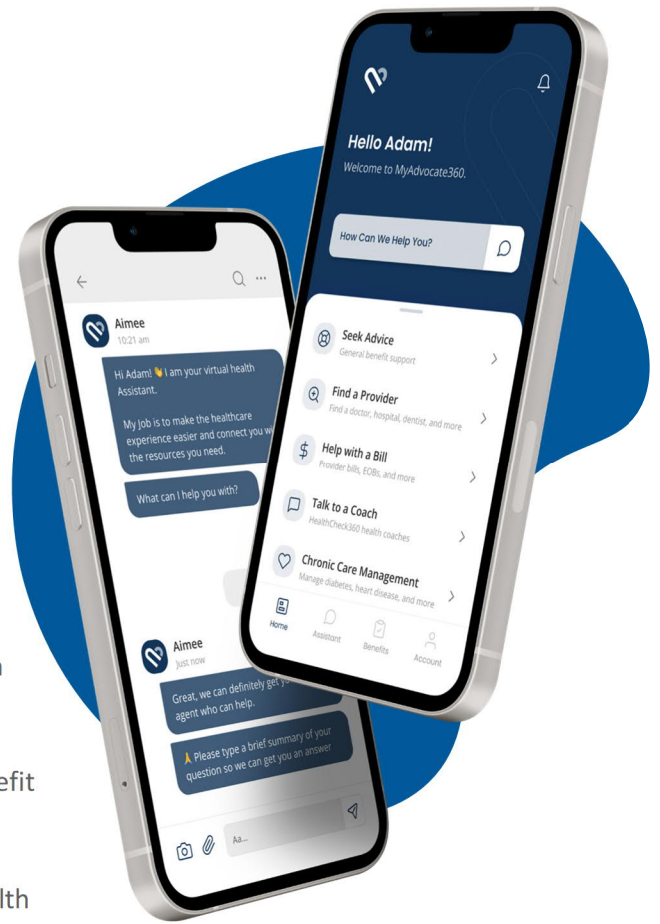 Hello Adam!
Welcome to MyAdvocate360.
How Can We Help You?
Seek Advice
General benefit support
Find a Provider
Find a doctor, hospital, dentist, and more
Help with a Bill
Provider bills, EOBs, and more
Talk to a Coach
HealthCheck360 health coaches
Chronic Care Management
Manage diabetes, heart disease, and more
Home
Assistant
Benefits
Account
Aimee
10:21 am
Hi Adam! 👋 I am your virtual health
Assistant.
My Job is to make the healthcare
experience easier and connect you
the resources you need.
What can I help you with?
Aimee
Just now
Great, we can definitely get
agent who can help.
🙏 Please type a brief summary of your
question so we can get you an answer
Aa...